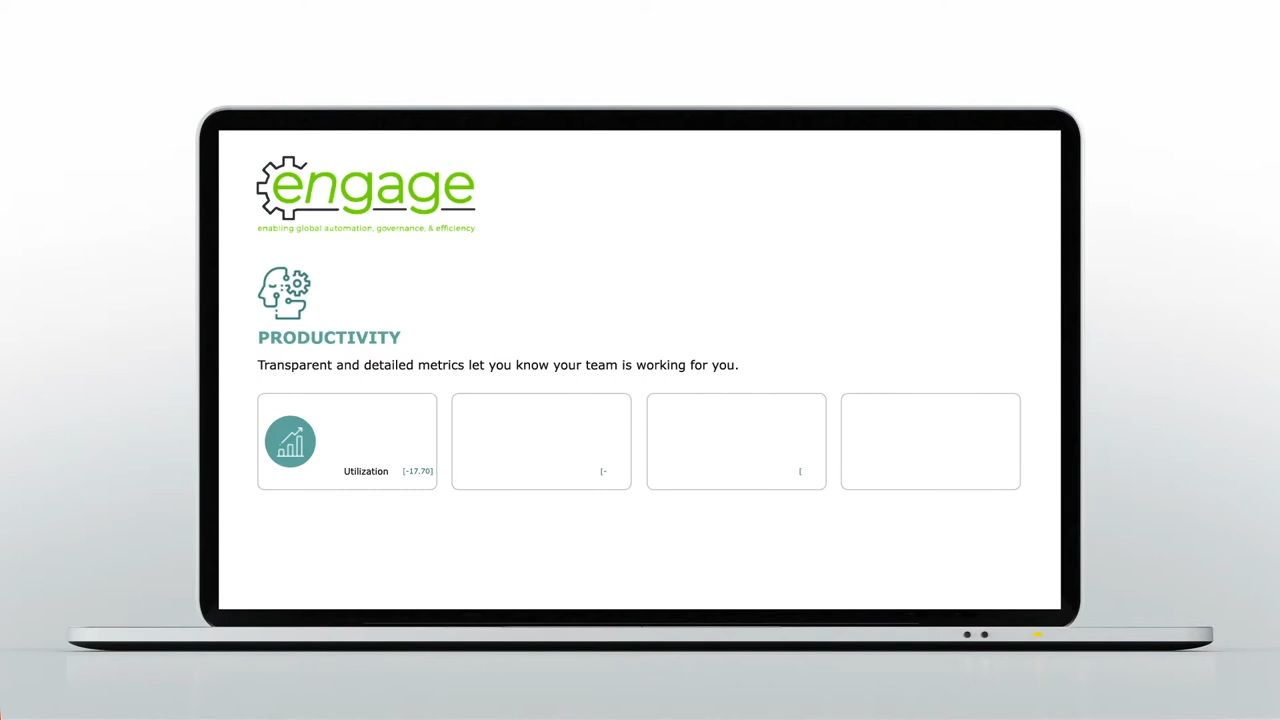 engage
enabling global automation, governance, & efficiency
PRODUCTIVITY
Transparent and detailed metrics let you know your team is working for you.
Utilization [-17.70] [- [